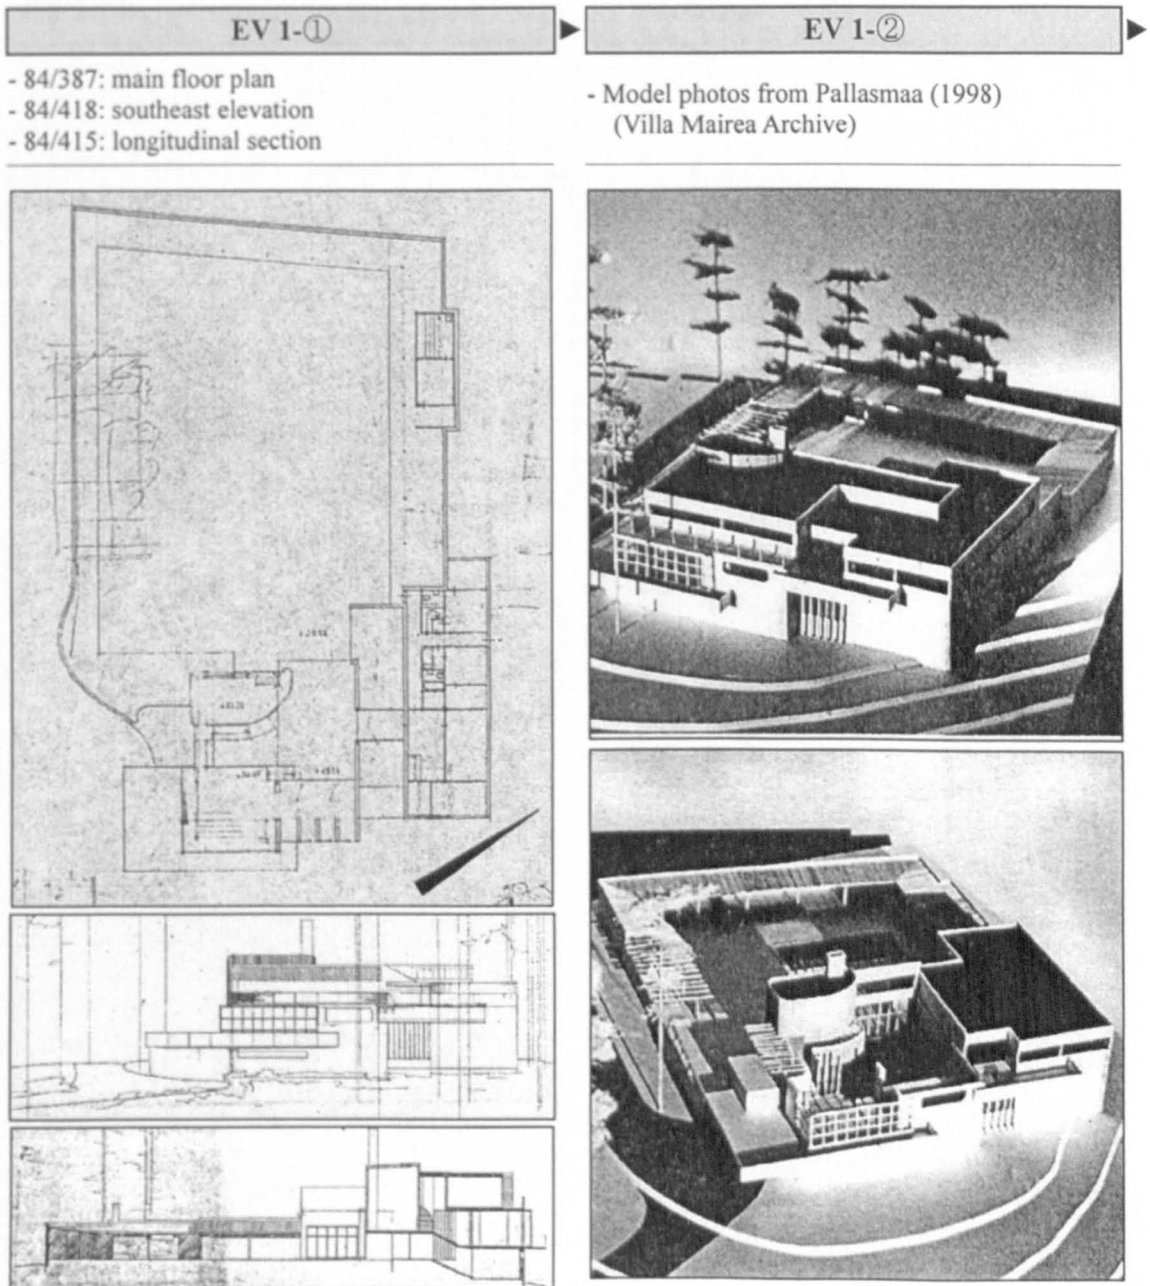 EV 1-①
- 84/387: main floor plan
- 84/418: southeast elevation
- 84/415: longitudinal section
EV 1-②
- Model photos from Pallasmaa (1998)
(Villa Mairea Archive)